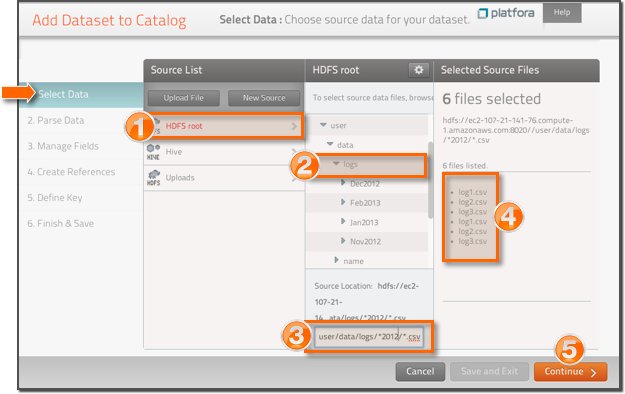 Add Dataset to Catalog
Select Data : Choose source data for your dataset.
platfora
Help
Select Data
2. Parse Data
3. Manage Fields
4. Create References
5. Define Key
6. Finish & Save
Source List
Upload File
New Source
1
HDFS root
HIVE
Hive
HDFS
Uploads
HDFS root
To select source data files, browse
user
data
2
logs
Dec2012
Feb2013
Jan2013
Nov2012
name
Source Location: hdfs://ec2-
107-21-
14...ata/logs/*2012/*.csv
3
user/data/logs/*2012/*.csv
Selected Source Files
6 files selected
hdfs://ec2-107-21-141-76.compute-
1.amazonaws.com:8020//user/data/logs
/*2012/*.csv
6 files listed.
log1.csv
log2.csv
log3.csv
log1.csv
log2.csv
log3.csv
4
5
Cancel
Save and Exit
Continue